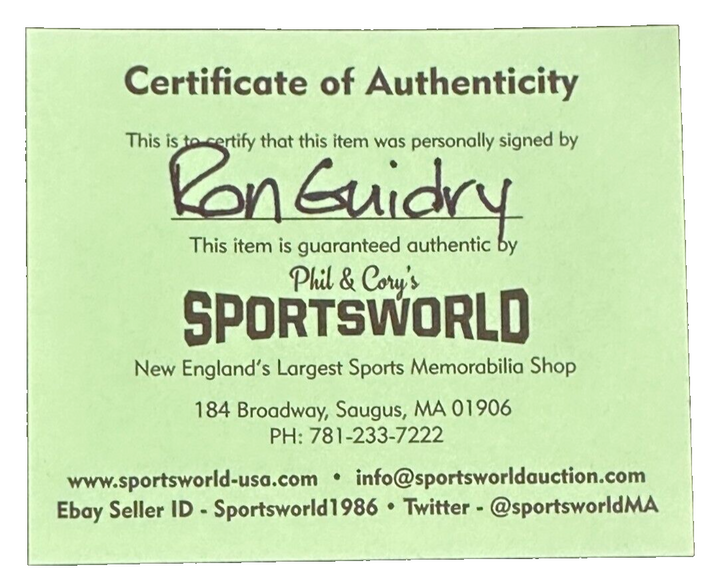 Certificate of Authenticity
This is to certify that this item was personally signed by
Ron Guidry
This item is guaranteed authentic by
Phil & Cory's
SPORTSWORLD
New England's Largest Sports Memorabilia Shop
184 Broadway, Saugus, MA 01906
PH: 781-233-7222
www.sportsworld-usa.com • info@sportsworldauction.com
Ebay Seller ID - Sportsworld1986 • Twitter - @sportsworldMA